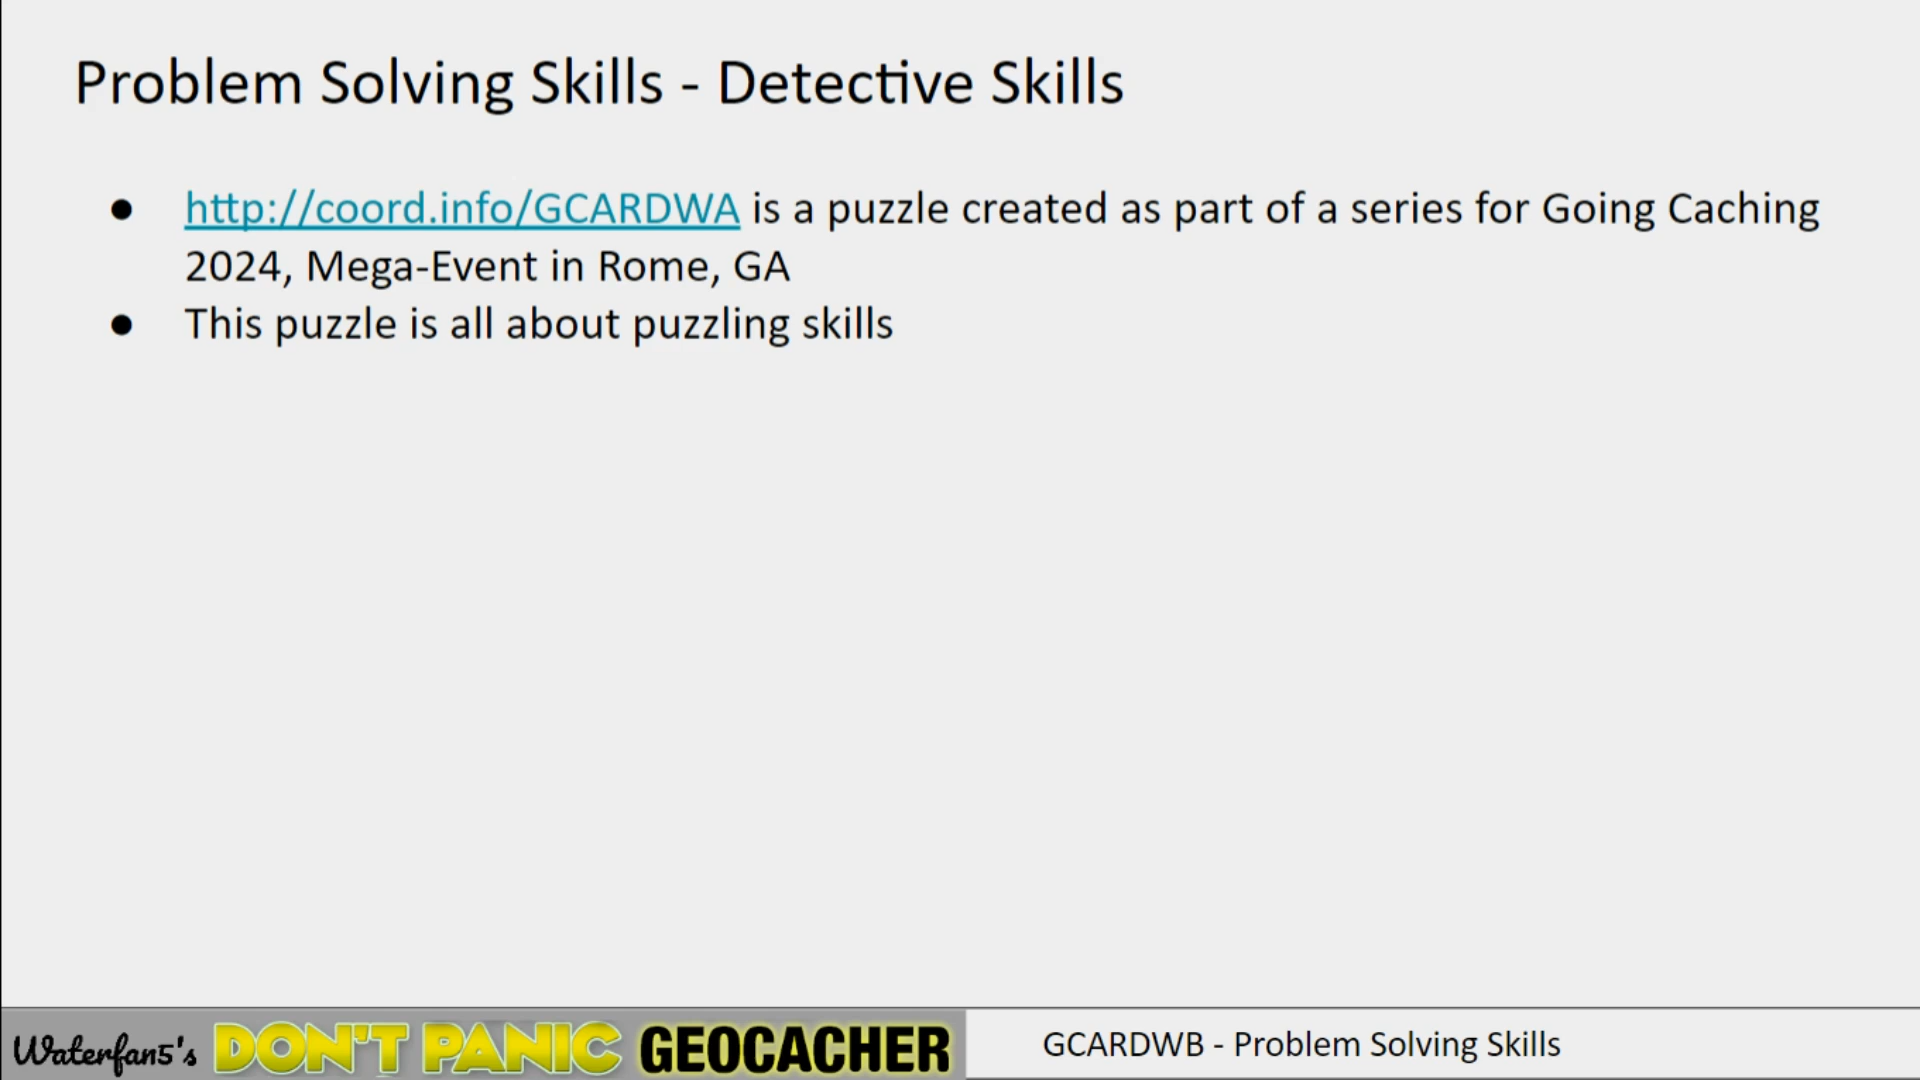 Problem Solving Skills - Detective Skills
● http://coord.info/GCARDWA is a puzzle created as part of a series for Going Caching
2024, Mega-Event in Rome, GA
● This puzzle is all about puzzling skills
Waterfan5's DON'T PANIC GEOCACHER
GCARDWB - Problem Solving Skills